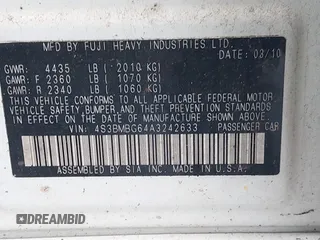 MFD BY FUJI HEAVY INDUSTRIES LTD.
DATE: 03/10
GVWR: 4435 LB ( 2010 KG)
GAWR: F 2360 LB ( 1070 KG)
GAWR: R 2340 LB ( 1060 KG)
THIS VEHICLE CONFORMS TO ALL APPLICABLE FEDERAL MOTOR
VEHICLE SAFETY, BUMPER, AND THEFT PREVENTION STANDARDS
IN EFFECT ON THE DATE OF MANUFACTURE SHOWN ABOVE.
VIN: 4S3BMBG64A3242633 PASSENGER CAR
ASSEMBLED BY SIA INC. MADE IN U.S.A.
DREAMBID